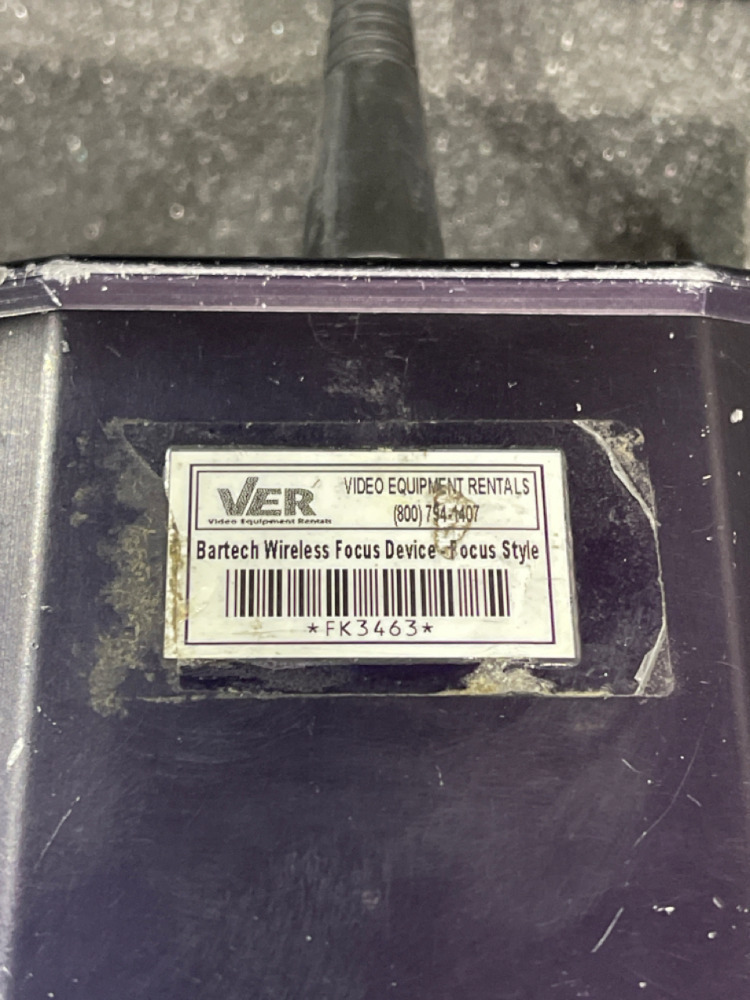 VER
Video Equipment Rentals
VIDEO EQUIPMENT RENTALS
(800) 794-1407
Bartech Wireless Focus Device - Focus Style
*FK3463*